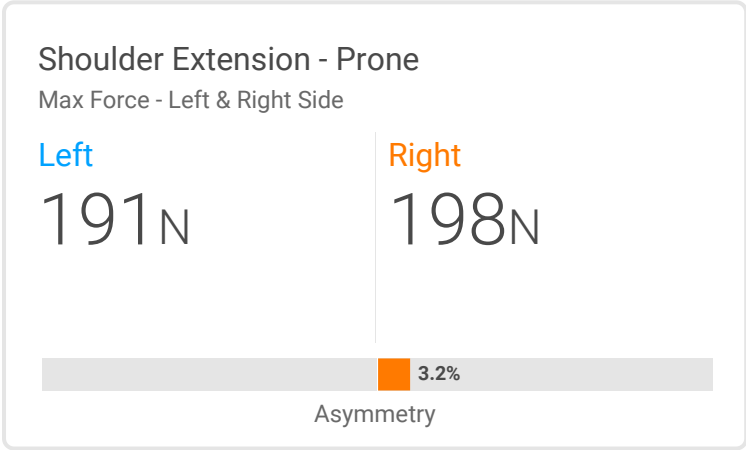 Shoulder Extension - Prone
Max Force - Left & Right Side
Left
191N
Right
198N
3.2%
Asymmetry